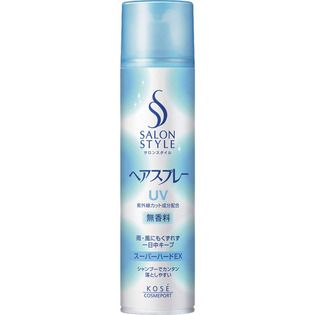 SALON
STYLE
サロンスタイル
ヘアスプレー
UV
紫外線カット成分配合
無香料
雨・風にもくずれず
一日中キープ
スーパーハードEX
シャンプーでカンタン
落としやすい
KOSÉ
COSMEPORT